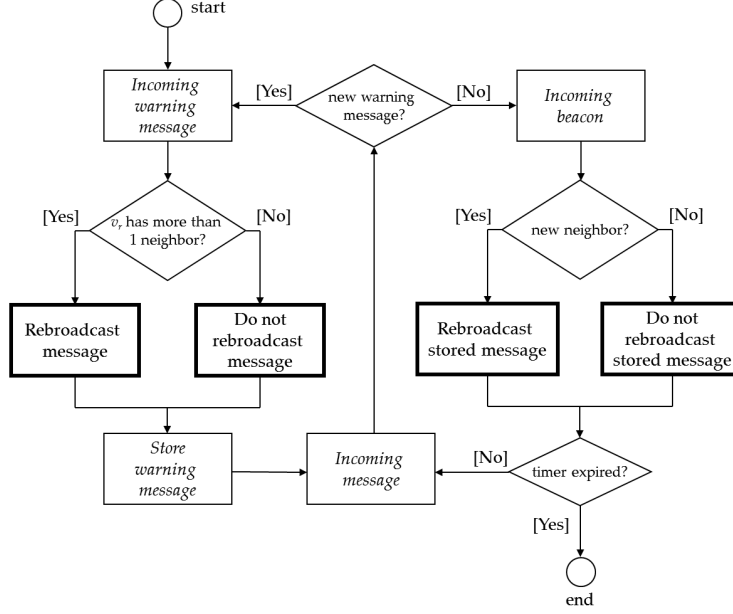 start
Incoming
warning
message
[Yes]
new warning
message?
[No]
Incoming
beacon
[Yes]
v_r has more than
1 neighbor?
[No]
[Yes]
new neighbor?
[No]
Rebroadcast
message
Do not
rebroadcast
message
Rebroadcast
stored message
Do not
rebroadcast
stored message
Store
warning
message
Incoming
message
[No]
timer expired?
[Yes]
end